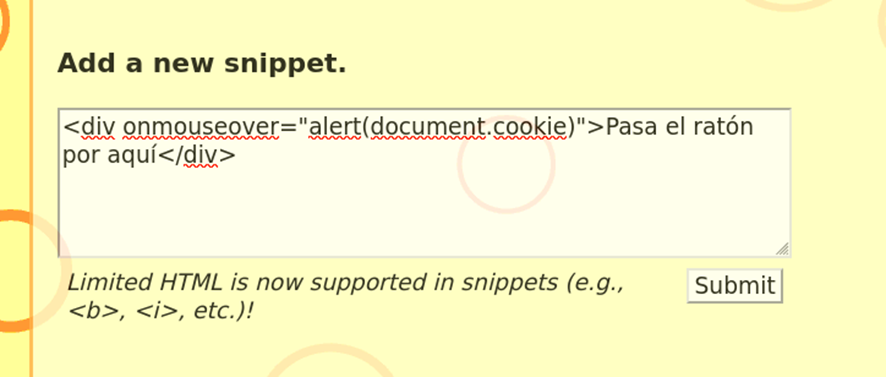 Add a new snippet.
<div onmouseover="alert(document.cookie)">Pasa el ratón
por aquí</div>
Limited HTML is now supported in snippets (e.g.,
<b>, <i>, etc.)!
Submit